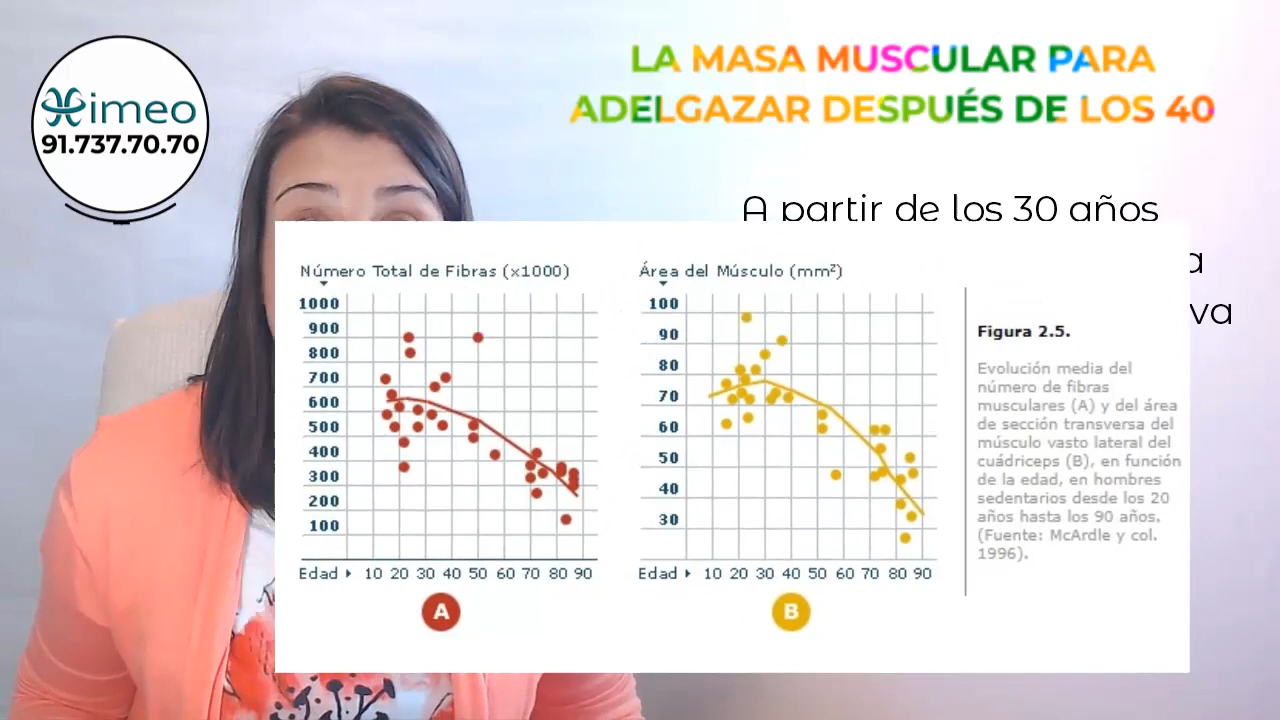 imeo
91.737.70.70
LA MASA MUSCULAR PARA
ADELGAZAR DESPUÉS DE LOS 40
A partir de los 30 años
a
va
Número Total de Fibras (x1000)
1000
900
800
700
600
500
400
300
200
100
Edad 10 20 30 40 50 60 70 80 90
A
Área del Músculo (mm²)
100
90
80
70
60
50
40
30
Edad 10 20 30 40 50 60 70 80 90
B
Figura 2.5.
Evolución media del
número de fibras
musculares (A) y del área
de sección transversa del
músculo vasto lateral del
cuádriceps (B), en función
de la edad, en hombres
sedentarios desde los 20
años hasta los 90 años.
(Fuente: McArdle y col.
1996).